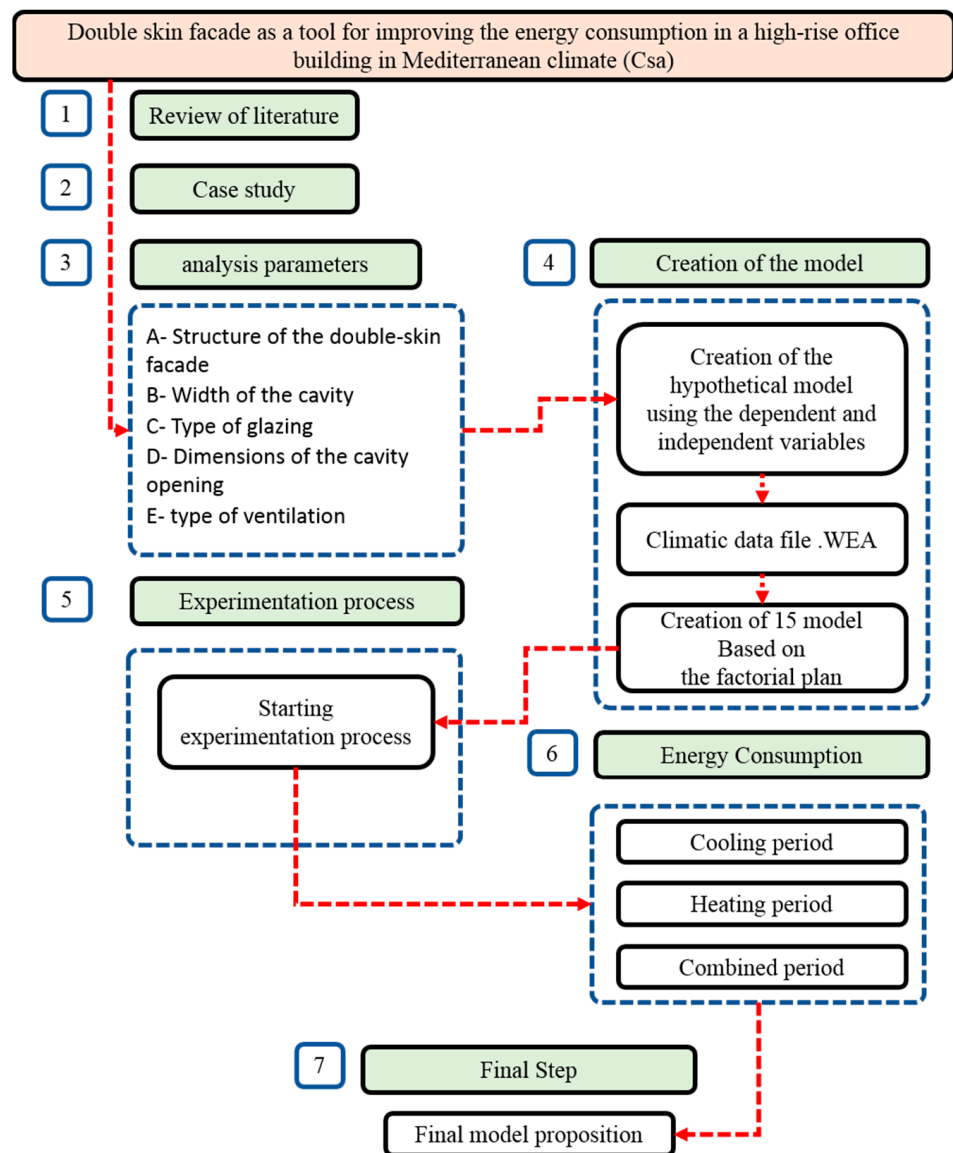 Double skin facade as a tool for improving the energy consumption in a high-rise office
building in Mediterranean climate (Csa)
1
Review of literature
2
Case study
3
analysis parameters
A- Structure of the double-skin
facade
B- Width of the cavity
C- Type of glazing
D- Dimensions of the cavity
opening
E- type of ventilation
4
Creation of the model
Creation of the
hypothetical model
using the dependent and
independent variables
Climatic data file .WEA
Creation of 15 model
Based on
the factorial plan
5
Experimentation process
Starting
experimentation process
6
Energy Consumption
Cooling period
Heating period
Combined period
7
Final Step
Final model proposition